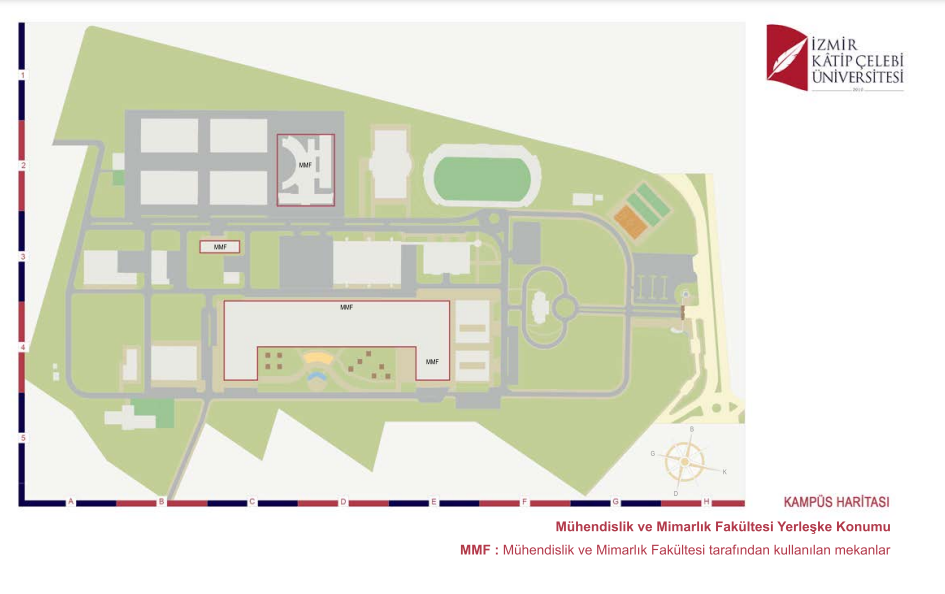 İZMİR
KÂTİP ÇELEBİ
ÜNİVERSİTESİ
2010
1
2
3
4
5
MMF
MMF
MMF
MMF
B
G
K
D
A
B
C
D
E
F
G
H
KAMPÜS HARİTASI
Mühendislik ve Mimarlık Fakültesi Yerleşke Konumu
MMF : Mühendislik ve Mimarlık Fakültesi tarafından kullanılan mekanlar